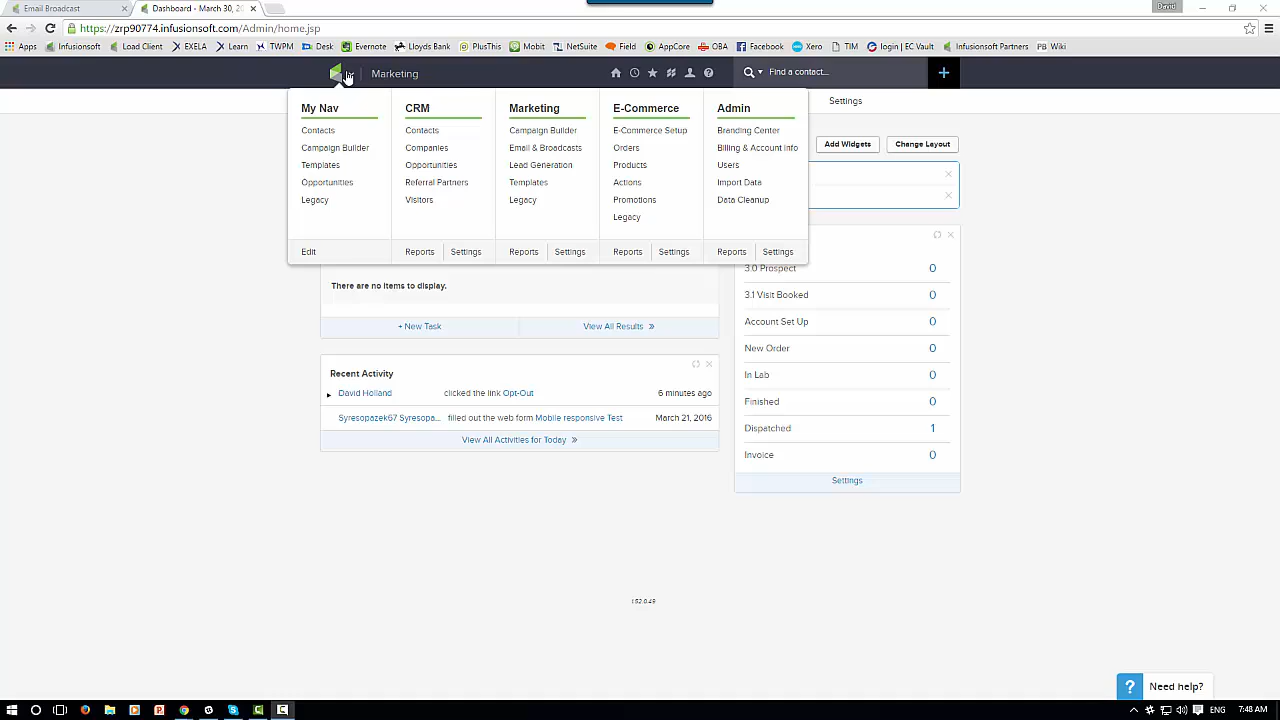 Email Broadcast
Dashboard - March 30, 20
David
https://zrp90774.infusionsoft.com/Admin/home.jsp
Apps
Infusionsoft
Load Client
EXELA
Learn
TWPM
Desk
Evernote
Lloyds Bank
PlusThis
Mobit
NetSuite
Field
AppCore
OBA
Facebook
Xero
TIM
login | EC Vault
Infusionsoft Partners
PB Wiki
Marketing
Find a contact...
Settings
My Nav
Contacts
Campaign Builder
Templates
Opportunities
Legacy
Edit
CRM
Contacts
Companies
Opportunities
Referral Partners
Visitors
Reports
Settings
Marketing
Campaign Builder
Email & Broadcasts
Lead Generation
Templates
Legacy
Reports
Settings
E-Commerce
E-Commerce Setup
Orders
Products
Actions
Promotions
Legacy
Reports
Settings
Admin
Branding Center
Billing & Account Info
Users
Import Data
Data Cleanup
Reports
Settings
Add Widgets
Change Layout
There are no items to display.
+ New Task
View All Results »
Recent Activity
David Holland clicked the link Opt-Out 6 minutes ago
Syresopazek67 Syresopa... filled out the web form Mobile responsive Test March 21, 2016
View All Activities for Today »
3.0 Prospect 0
3.1 Visit Booked 0
Account Set Up 0
New Order 0
In Lab 0
Finished 0
Dispatched 1
Invoice 0
Settings
1.52.0.49
? Need help?
ENG
7:48 AM